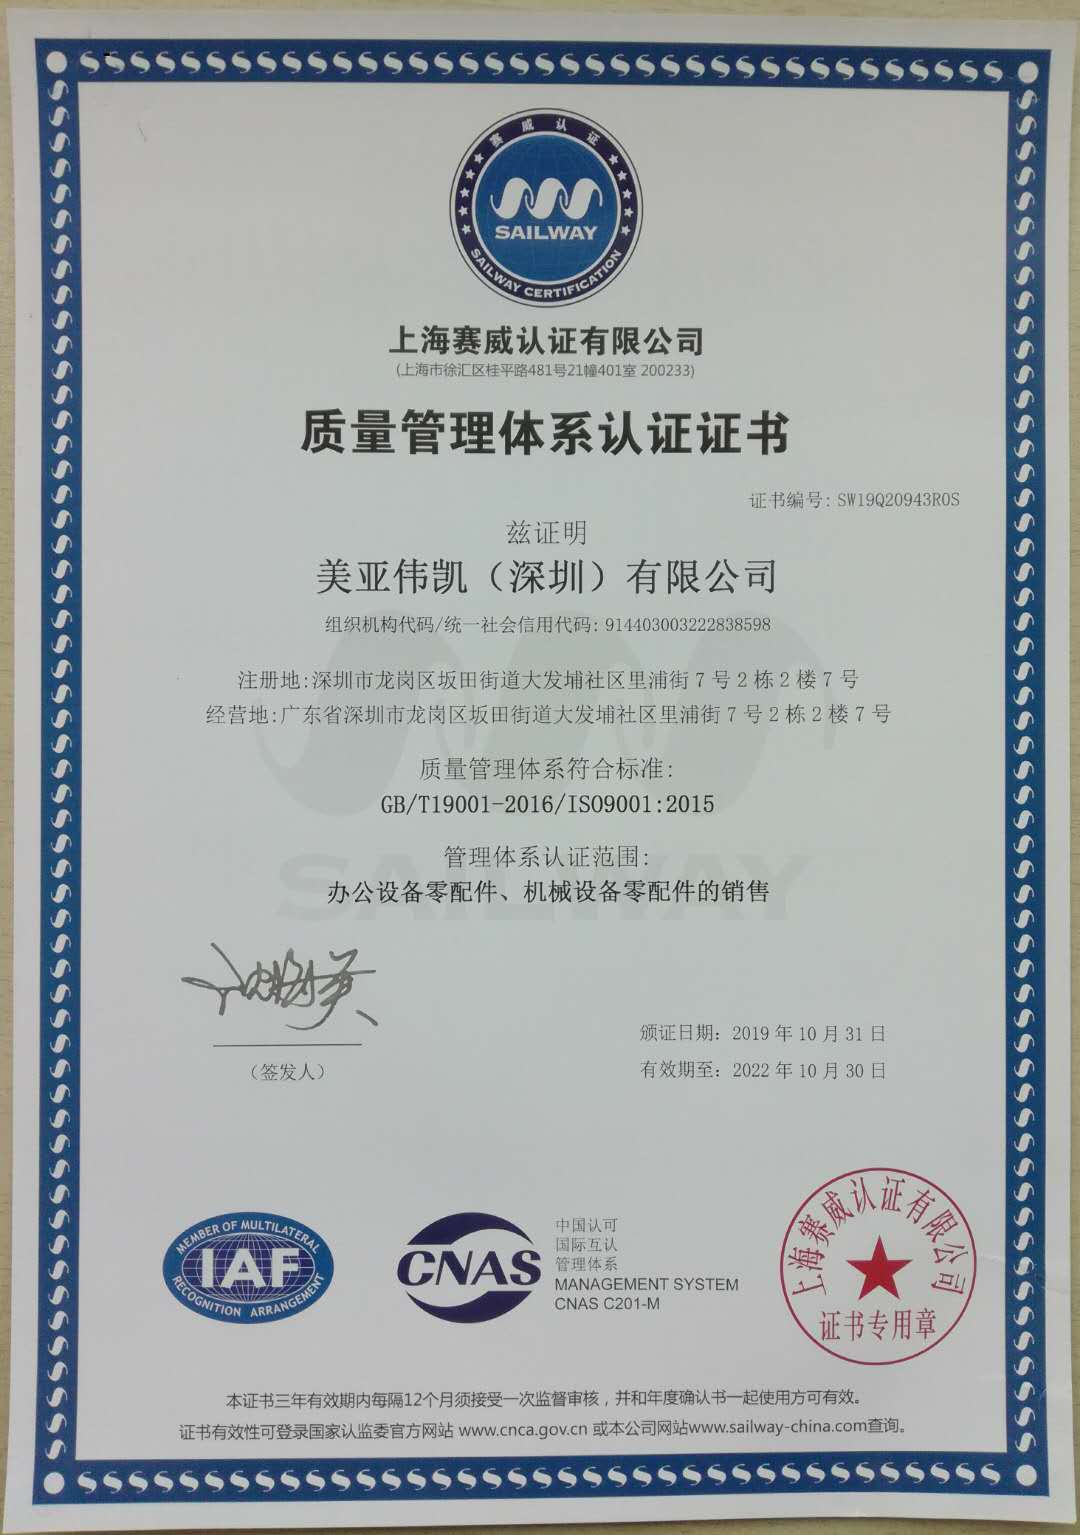 赛威认证
SAILWAY
SAILWAY CERTIFICATION
上海赛威认证有限公司
(上海市徐汇区桂平路481号21幢401室 200233)
质量管理体系认证证书
证书编号: SW19Q20943R0S
兹证明
美亚伟凯（深圳）有限公司
组织机构代码/统一社会信用代码: 914403003222838598
注册地:深圳市龙岗区坂田街道大发埔社区里浦街7号2栋2楼7号
经营地:广东省深圳市龙岗区坂田街道大发埔社区里浦街7号2栋2楼7号
质量管理体系符合标准:
GB/T19001-2016/ISO9001:2015
管理体系认证范围:
办公设备零配件、机械设备零配件的销售
SAILWAY
颁证日期: 2019 年 10 月 31 日
（签发人）
有效期至: 2022 年 10 月 30 日
MEMBER OF MULTILATERAL
IAF
RECOGNITION ARRANGEMENT
CNAS
中国认可
国际互认
管理体系
MANAGEMENT SYSTEM
CNAS C201-M
上海赛威认证有限公司
证书专用章
本证书三年有效期内每隔12个月须接受一次监督审核，并和年度确认书一起使用方可有效。
证书有效性可登录国家认监委官方网站 www.cnca.gov.cn 或本公司网站www.sailway-china.com查询。